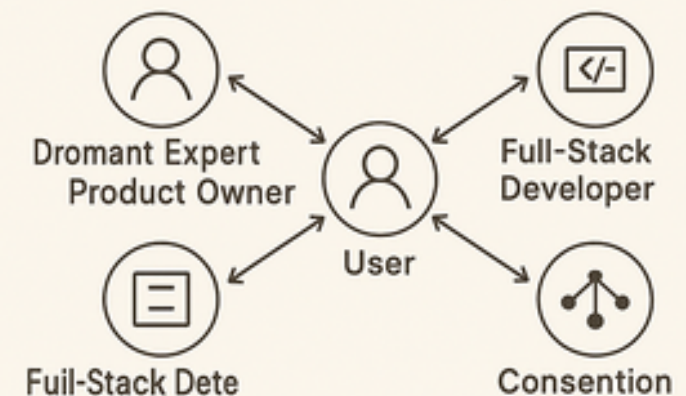 Dromant Expert
Product Owner
</-
Full-Stack
Developer
User
Fuil-Stack Dete
Consention